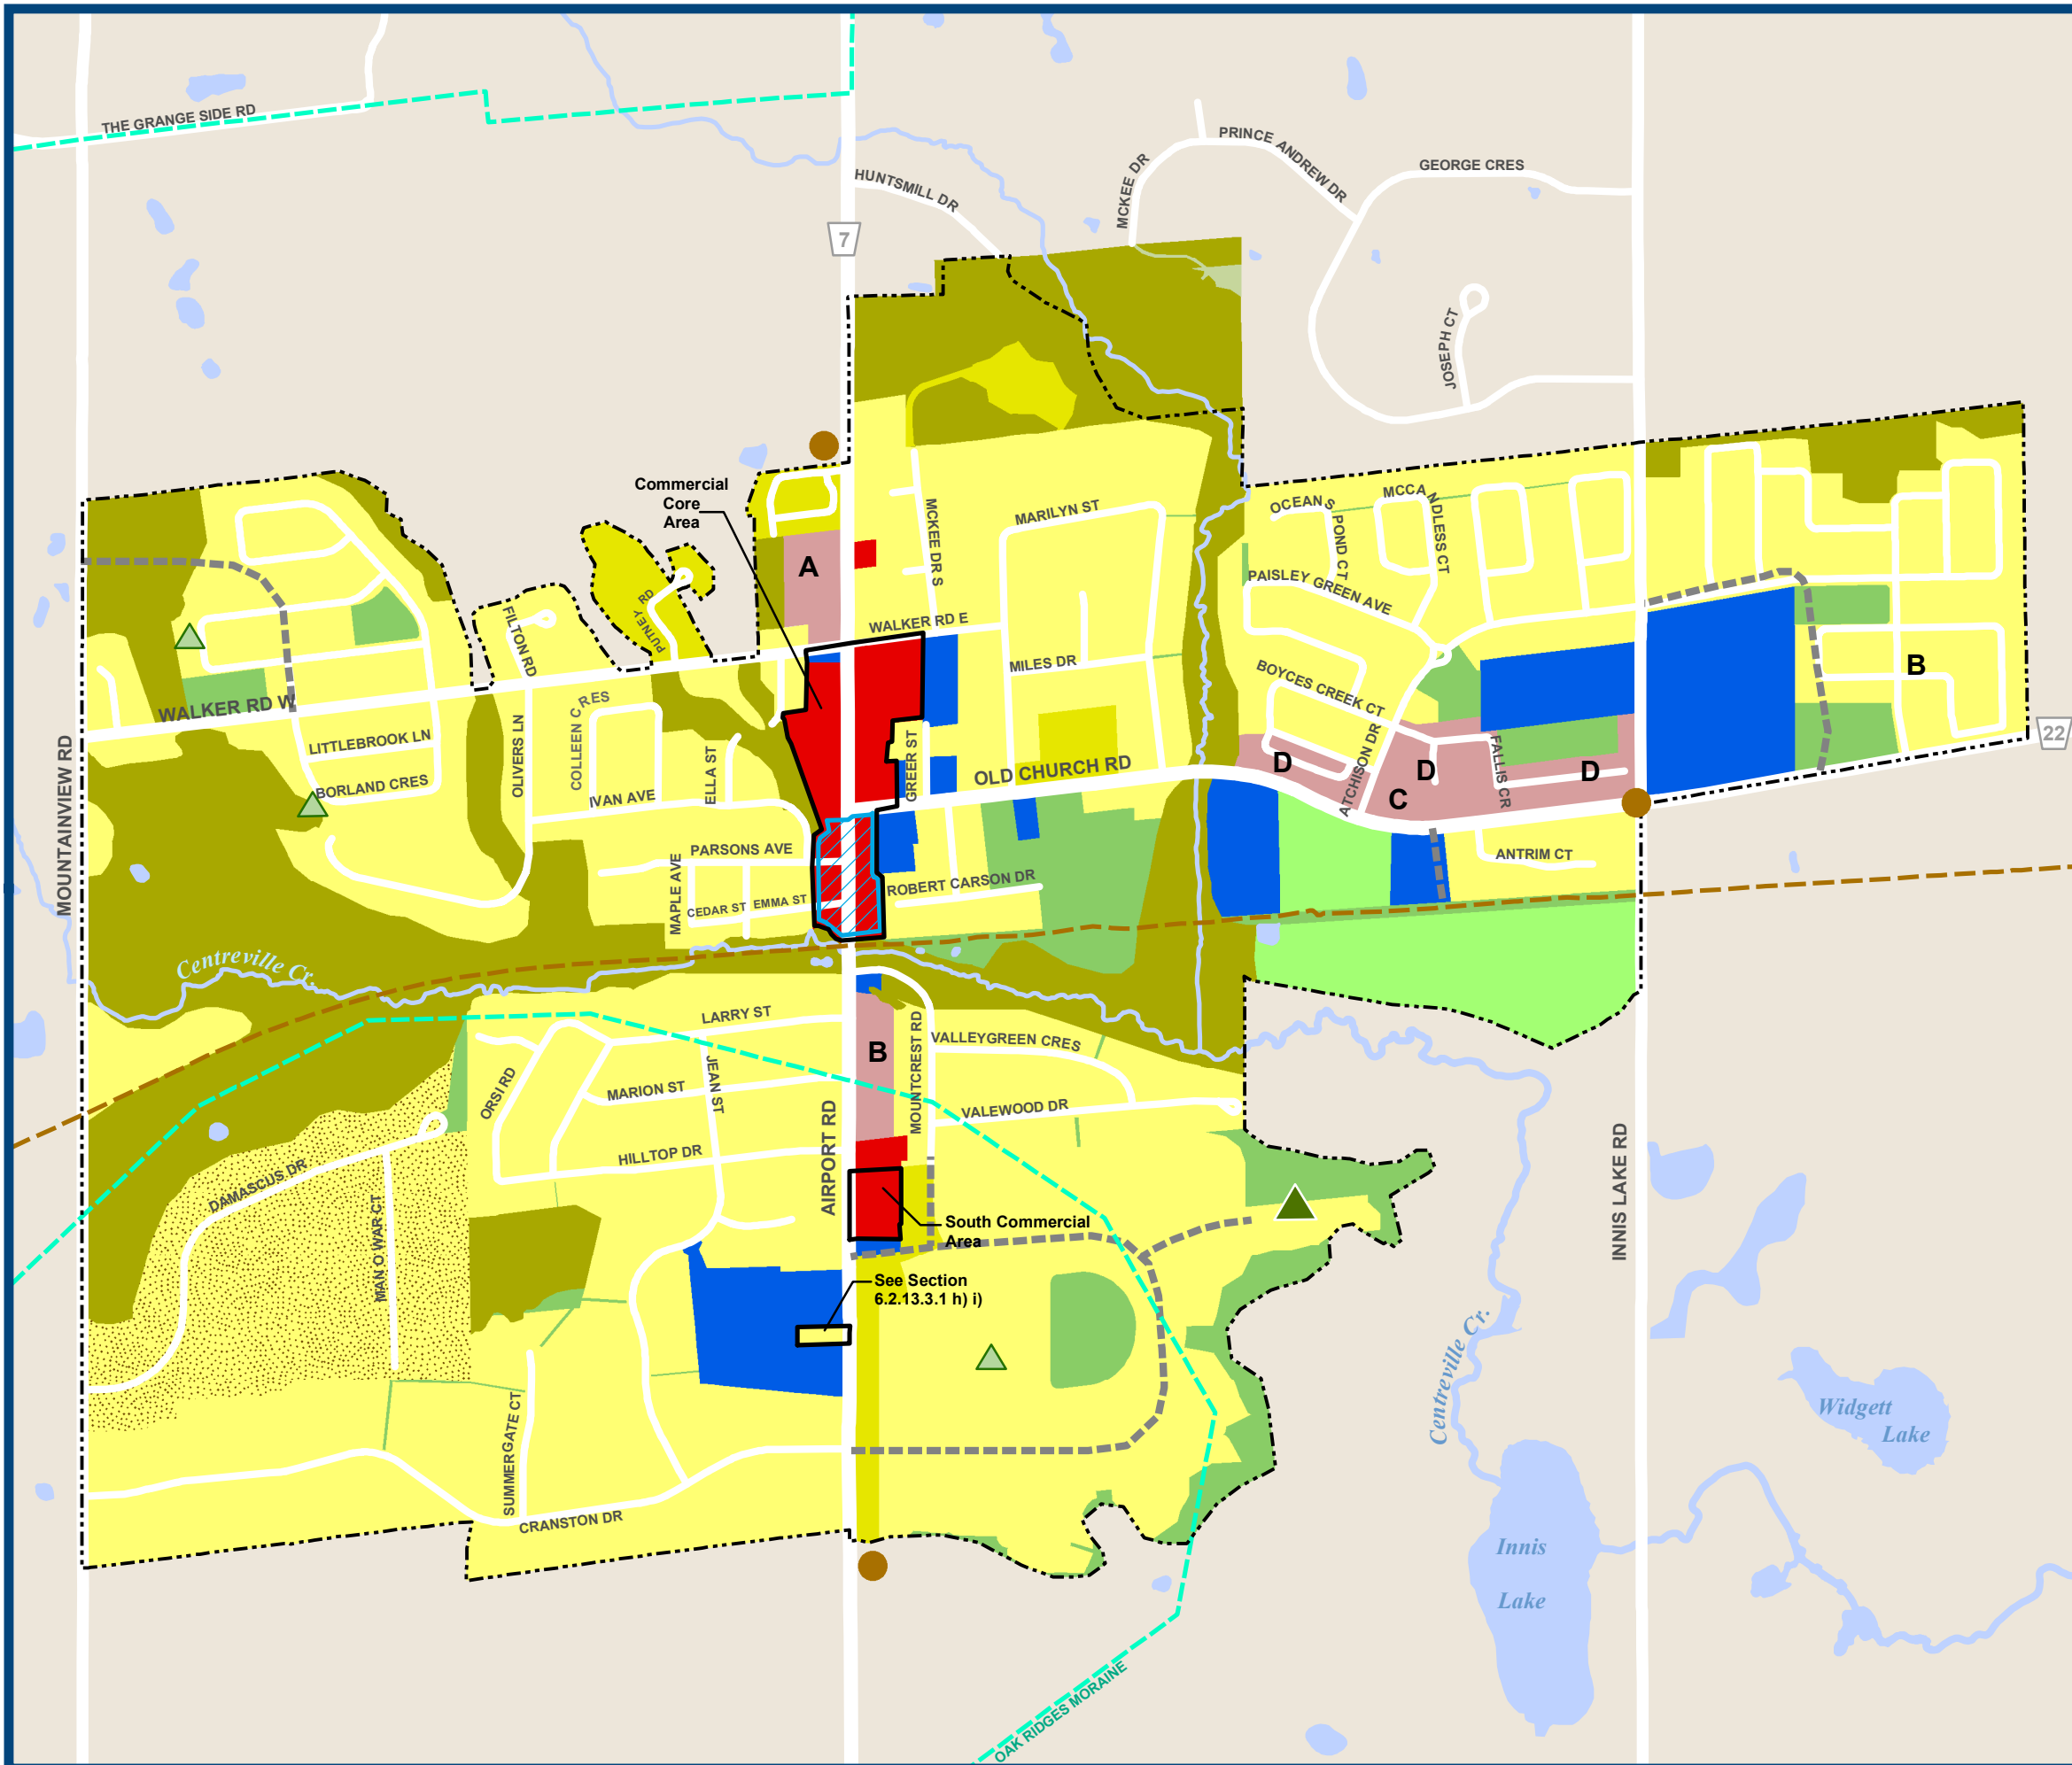 THE GRANGE SIDE RD
HUNTSMILL DR
MCKEE DR
PRINCE ANDREW DR
GEORGE CRES
7
JOSEPH CT
Commercial
Core
Area
A
MCKEE DR S
MARILYN ST
OCEAN S
POND CT
MCCA
NDLESS CT
PAISLEY GREEN AVE
WALKER RD E
MILES DR
BOYCES CREEK CT
B
FILTON RD
PUTNEY RD
WALKER RD W
COLLEEN CRES
LITTLEBROOK LN
OLIVERS LN
BORLAND CRES
ELLA ST
IVAN AVE
GREER ST
OLD CHURCH RD
ATCHISON DR
D
D
D
C
FALLIS CR
22
MOUNTAINVIEW RD
PARSONS AVE
MAPLE AVE
CEDAR ST
EMMA ST
ROBERT CARSON DR
ANTRIM CT
Centreville Cr.
LARRY ST
B
MOUNTCREST RD
VALLEYGREEN CRES
ORSI RD
MARION ST
JEAN ST
VALEWOOD DR
AIRPORT RD
HILLTOP DR
DAMASCUS DR
MAN O WAR CT
INNIS LAKE RD
South Commercial
Area
See Section
6.2.13.3.1 h) i)
Centreville Cr.
Widgett
Lake
SUMMERGATE CT
CRANSTON DR
Innis
Lake
OAK RIDGES MORAINE